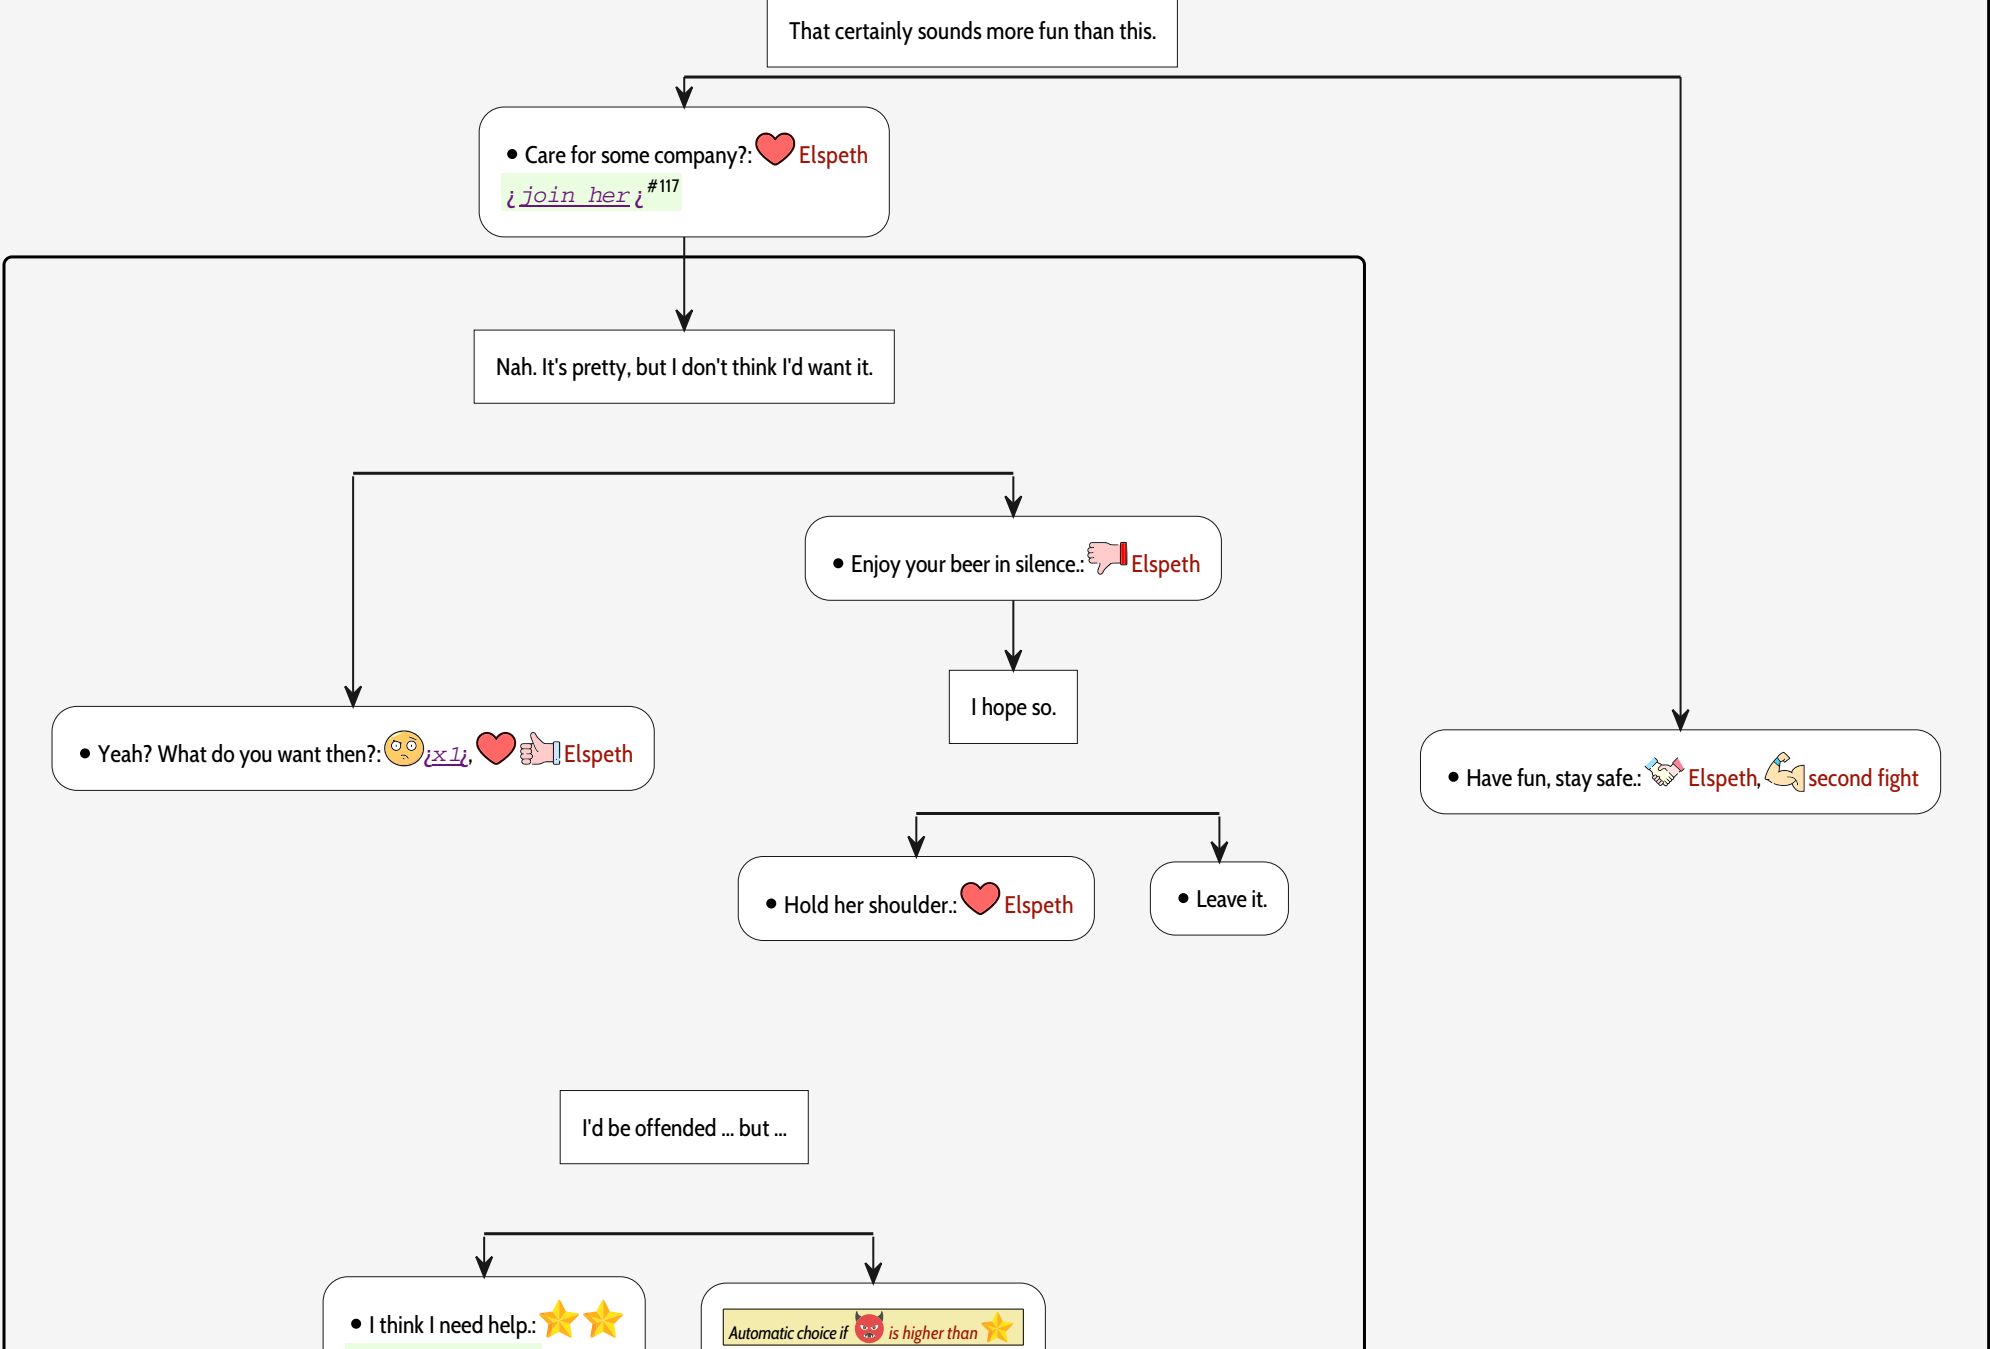 That certainly sounds more fun than this.
• Care for some company?: Elspeth
¿join her¿#117
Nah. It's pretty, but I don't think I'd want it.
• Enjoy your beer in silence.: Elspeth
I hope so.
• Yeah? What do you want then?: ¿x1¿, Elspeth
• Have fun, stay safe.: Elspeth, second fight
• Hold her shoulder.: Elspeth
• Leave it.
I'd be offended ... but ...
• I think I need help.:
Automatic choice if is higher than